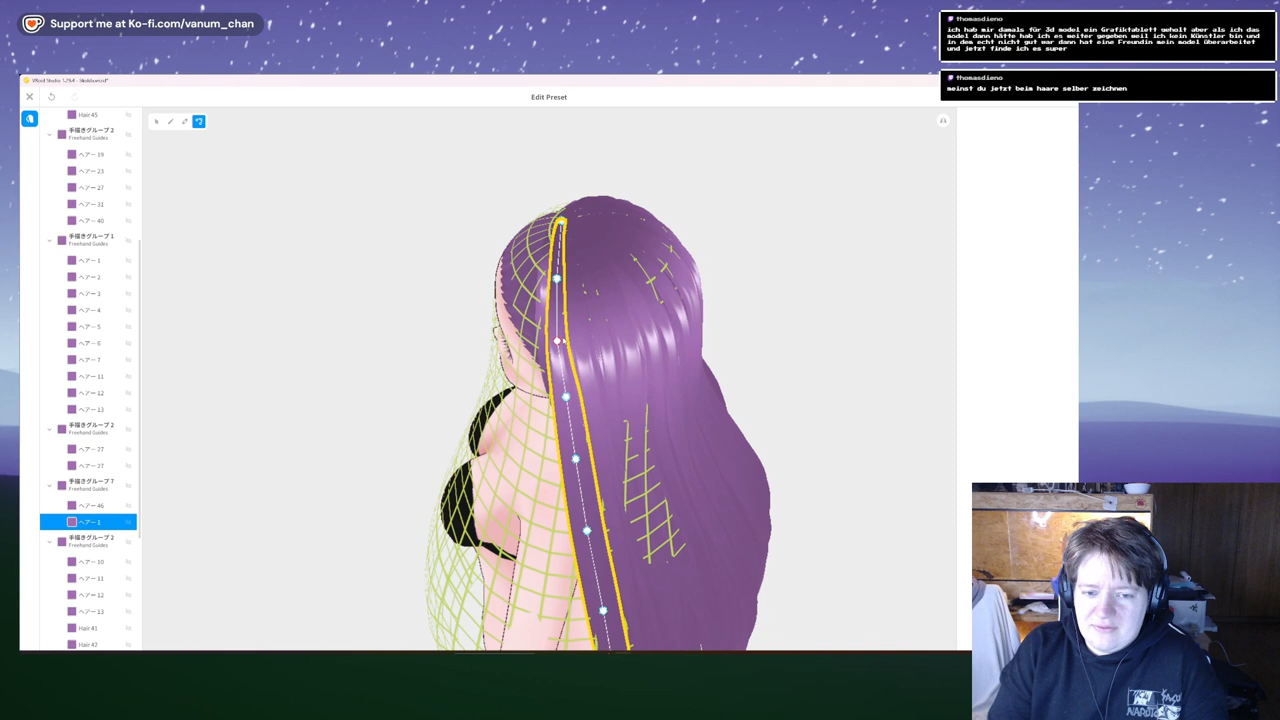 Support me at Ko-fi.com/vanum_chan
thomasdieno
ich hab mir damals für 3d model ein Grafiktablett geholt aber als ich das
model dann hätte hab ich es weiter gegeben weil ich kein Künstler bin und
in dem echt nicht gut war dann hat eine Freundin mein model überarbeitet
und jetzt finde ich es super
thomasdieno
meinst du jetzt beim haare selber zeichnen
Edit Preset
Hair 45
手描きグループ 2
Freehand Guides
ヘアー 19
ヘアー 23
ヘアー 27
ヘアー 31
ヘアー 40
手描きグループ 1
Freehand Guides
ヘアー 1
ヘアー 2
ヘアー 3
ヘアー 4
ヘアー 5
ヘアー 6
ヘアー 7
ヘアー 11
ヘアー 12
ヘアー 13
手描きグループ 2
Freehand Guides
ヘアー 27
ヘアー 27
手描きグループ 7
Freehand Guides
ヘアー 46
ヘアー 1
手描きグループ 2
Freehand Guides
ヘアー 10
ヘアー 11
ヘアー 12
ヘアー 13
Hair 41
Hair 42